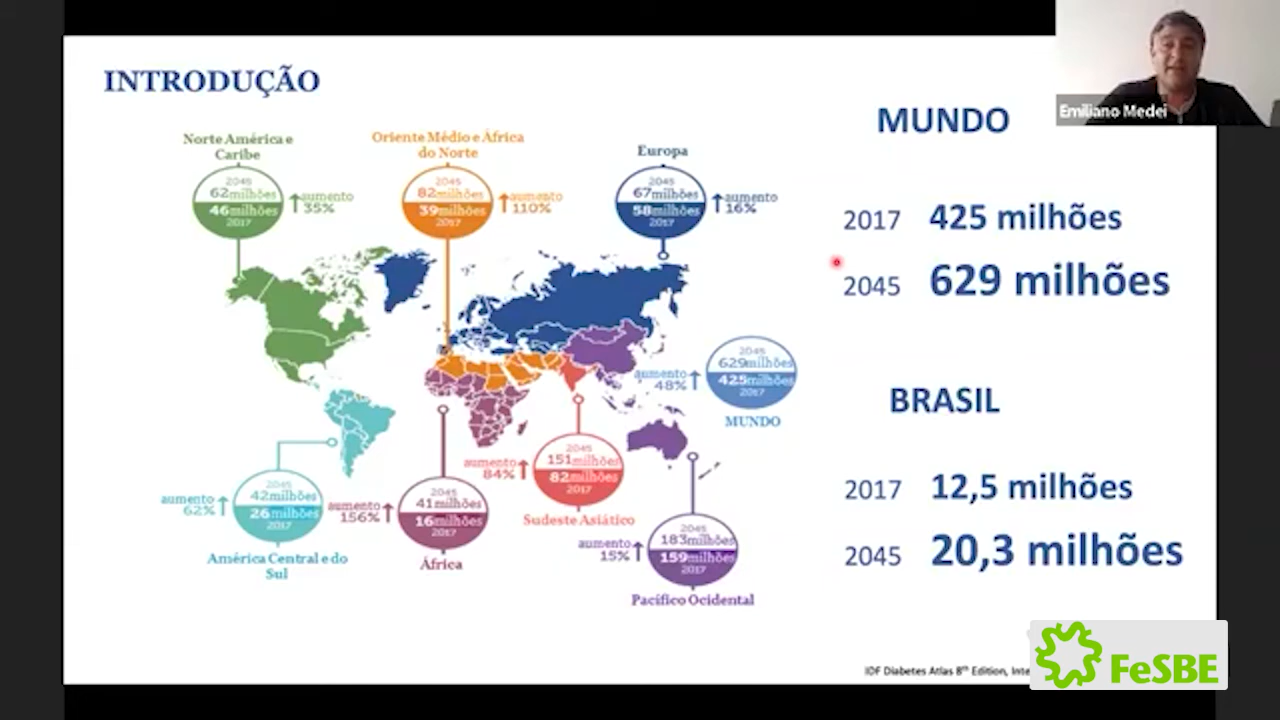 INTRODUÇÃO
Emiliano Medei
Norte América e
Caribe
2045
62milhões
46milhões
2017
aumento
35%
Oriente Médio e África
do Norte
2045
82milhões
39milhões
2017
aumento
110%
Europa
2045
67milhões
58milhões
2017
aumento
16%
MUNDO
2017 425 milhões
2045 629 milhões
aumento
48%
2045
629milhões
425milhões
2017
MUNDO
BRASIL
2017 12,5 milhões
2045 20,3 milhões
aumento
62%
2045
42milhões
26milhões
2017
América Central e do
Sul
aumento
156%
2045
41milhões
16milhões
2017
África
aumento
84%
2045
151milhões
82milhões
2017
Sudeste Asiático
aumento
15%
2045
183milhões
159milhões
2017
Pacífico Ocidental
IDF Diabetes Atlas 8th Edition,
FeSBE